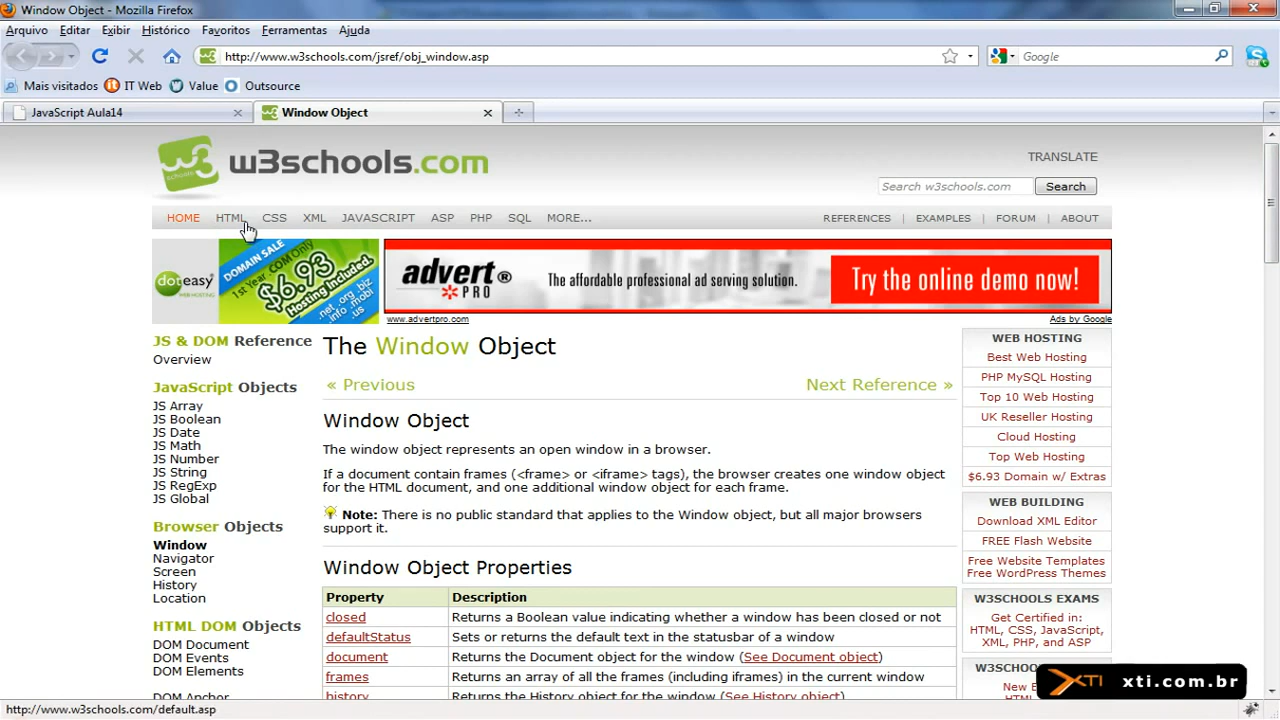 Window Object - Mozilla Firefox
Arquivo Editar Exibir Histórico Favoritos Ferramentas Ajuda
http://www.w3schools.com/jsref/obj_window.asp
Google
Mais visitados IT Web Value Outsource
JavaScript Aula14
Window Object
w3schools.com
TRANSLATE
Search w3schools.com Search
HOME HTML CSS XML JAVASCRIPT ASP PHP SQL MORE...
REFERENCES | EXAMPLES | FORUM | ABOUT
doteasy
WEB HOSTING
DOMAIN SALE
1st Year .COM Only
$6.93
Hosting Included.
.net .org .biz
.info .mobi
.us
advert®
PRO
The affordable professional ad serving solution.
Try the online demo now!
www.advertpro.com
Ads by Google
JS & DOM Reference
Overview
JavaScript Objects
JS Array
JS Boolean
JS Date
JS Math
JS Number
JS String
JS RegExp
JS Global
Browser Objects
Window
Navigator
Screen
History
Location
HTML DOM Objects
DOM Document
DOM Events
DOM Elements
DOM Anchor
The Window Object
« Previous
Next Reference »
Window Object
The window object represents an open window in a browser.
If a document contain frames (<frame> or <iframe> tags), the browser creates one window object
for the HTML document, and one additional window object for each frame.
Note: There is no public standard that applies to the Window object, but all major browsers
support it.
Window Object Properties
Property Description
closed Returns a Boolean value indicating whether a window has been closed or not
defaultStatus Sets or returns the default text in the statusbar of a window
document Returns the Document object for the window (See Document object)
frames Returns an array of all the frames (including iframes) in the current window
history Returns the History object for the window (See History object)
WEB HOSTING
Best Web Hosting
PHP MySQL Hosting
Top 10 Web Hosting
UK Reseller Hosting
Cloud Hosting
Top Web Hosting
$6.93 Domain w/ Extras
WEB BUILDING
Download XML Editor
FREE Flash Website
Free Website Templates
Free WordPress Themes
W3SCHOOLS EXAMS
Get Certified in:
HTML, CSS, JavaScript,
XML, PHP, and ASP
W3SCHOO
New E
XTI xti.com.br
http://www.w3schools.com/default.asp